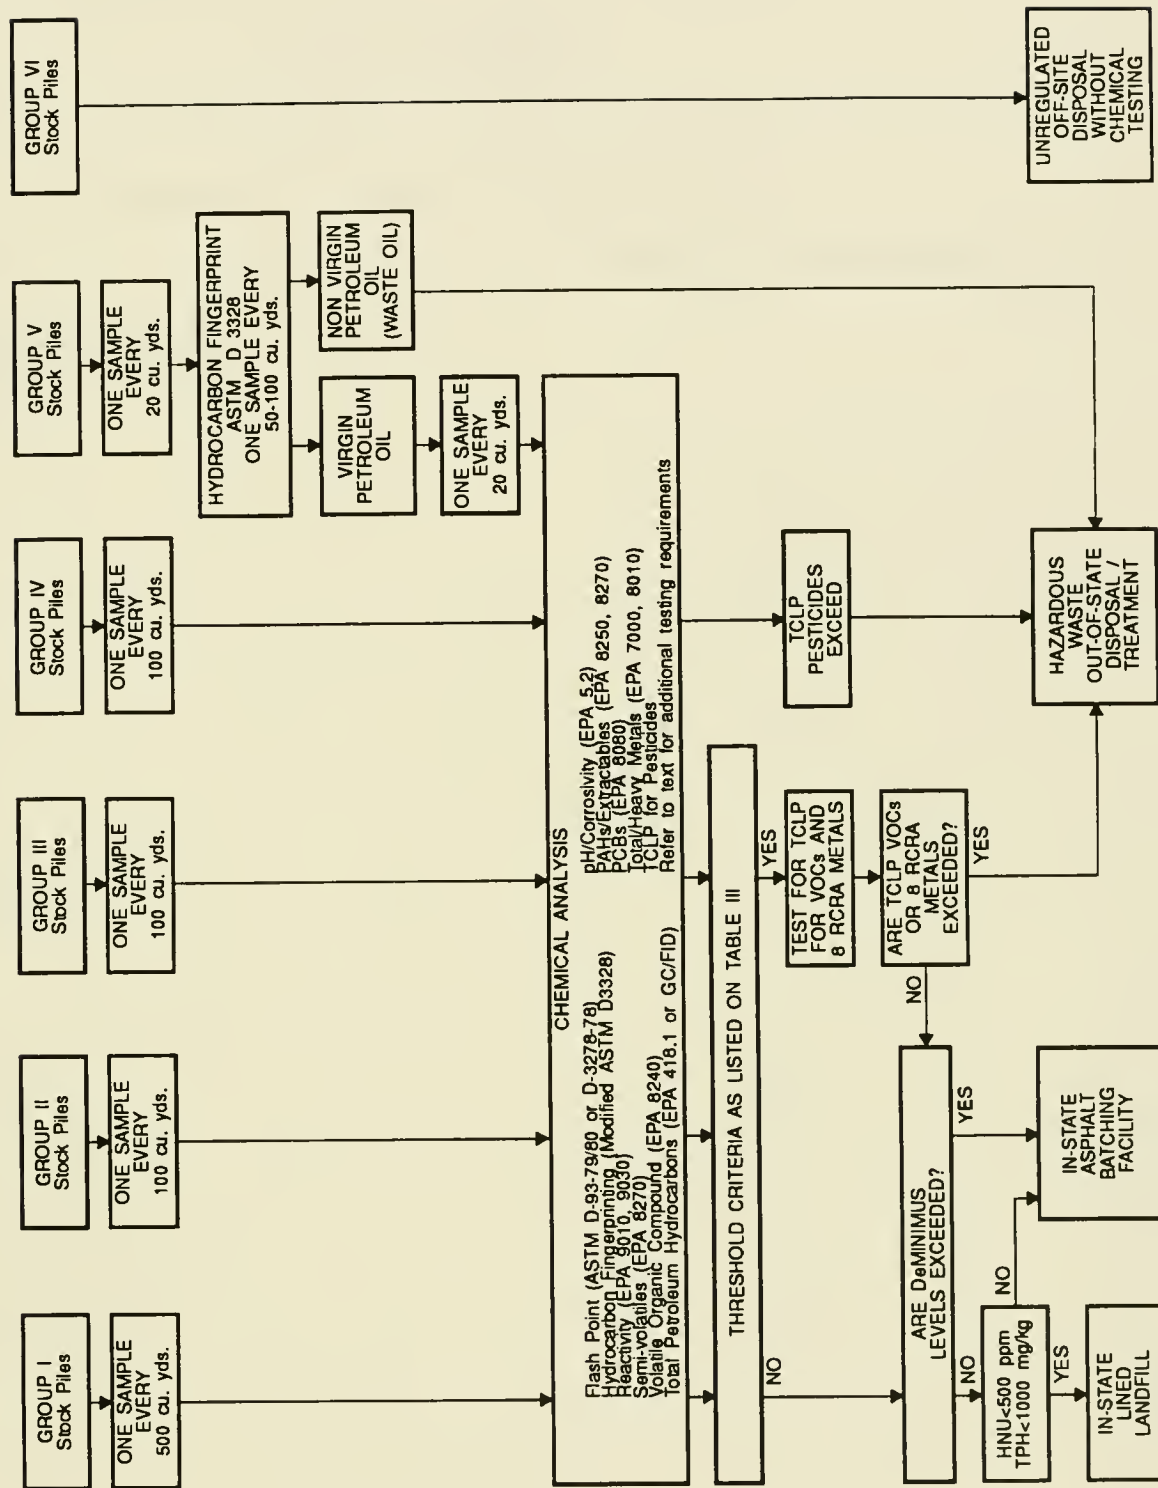 GROUP I
Stock Piles
ONE SAMPLE
EVERY
500 cu. yds.
GROUP II
Stock Piles
ONE SAMPLE
EVERY
100 cu. yds.
GROUP III
Stock Piles
ONE SAMPLE
EVERY
100 cu. yds.
GROUP IV
Stock Piles
ONE SAMPLE
EVERY
100 cu. yds.
GROUP V
Stock Piles
ONE SAMPLE
EVERY
20 cu. yds.
HYDROCARBON FINGERPRINT
ASTM D 3328
ONE SAMPLE EVERY
50-100 cu. yds.
VIRGIN
PETROLEUM
OIL
ONE SAMPLE
EVERY
20 cu. yds.
NON VIRGIN
PETROLEUM
OIL
(WASTE OIL)
GROUP VI
Stock Piles
CHEMICAL ANALYSIS
Flash Point (ASTM D-93-79/80 or D-3278-78)
Hydrocarbon Fingerprinting (Modified ASTM D3328)
Reactivity (EPA 9010, 9030)
Semi-volatiles (EPA 8270)
Volatile Organic Compound (EPA 8240)
Total Petroleum Hydrocarbons (EPA 418.1 or GC/FID)
pH/Corrosivity (EPA 5.2)
PAHs/Extractables (EPA 8250, 8270)
PCBs (EPA 8080)
Total/Heavy Metals (EPA 7000, 8010)
TCLP for Pesticides
Refer to text for additional testing requirements
THRESHOLD CRITERIA AS LISTED ON TABLE III
NO
YES
TEST FOR TCLP
FOR VOCs AND
8 RCRA METALS
ARE TCLP VOCs
OR 8 RCRA
METALS
EXCEEDED?
NO
YES
TCLP
PESTICIDES
EXCEED
ARE DeMINIMUS
LEVELS EXCEEDED?
NO
YES
HNU<500 ppm
TPH<1000 mg/kg
NO
YES
IN-STATE
LINED
LANDFILL
IN-STATE
ASPHALT
BATCHING
FACILITY
HAZARDOUS
WASTE
OUT-OF-STATE
DISPOSAL /
TREATMENT
UNREGULATED
OFF-SITE
DISPOSAL
WITHOUT
CHEMICAL
TESTING